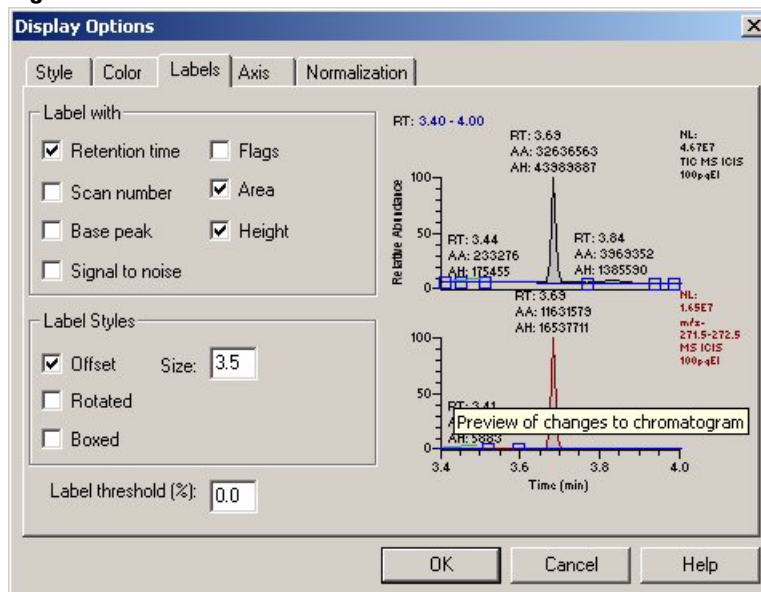 Display Options
Style Color Labels Axis Normalization
Label with
Retention time Flags
Scan number Area
Base peak Height
Signal to noise
Label Styles
Offset Size: 3.5
Rotated
Boxed
Label threshold (%): 0.0
RT: 3.40 - 4.00
RT: 3.69
AA: 32636563
AH: 43989887
NL:
4.67E7
TIC MS ICIS
100pqEI
Relative Abundance
100
50
0
RT: 3.44
AA: 233276
AH: 175455
RT: 3.84
AA: 3969352
AH: 1385590
RT: 3.69
AA: 11631579
AH: 16537711
NL:
1.65E7
m/z=
271.5-272.5
MS ICIS
100pqEI
100
50
0
RT: 3.41
AH: 5883
Preview of changes to chromatogram
3.4 3.6 3.8 4.0
Time (min)
OK Cancel Help